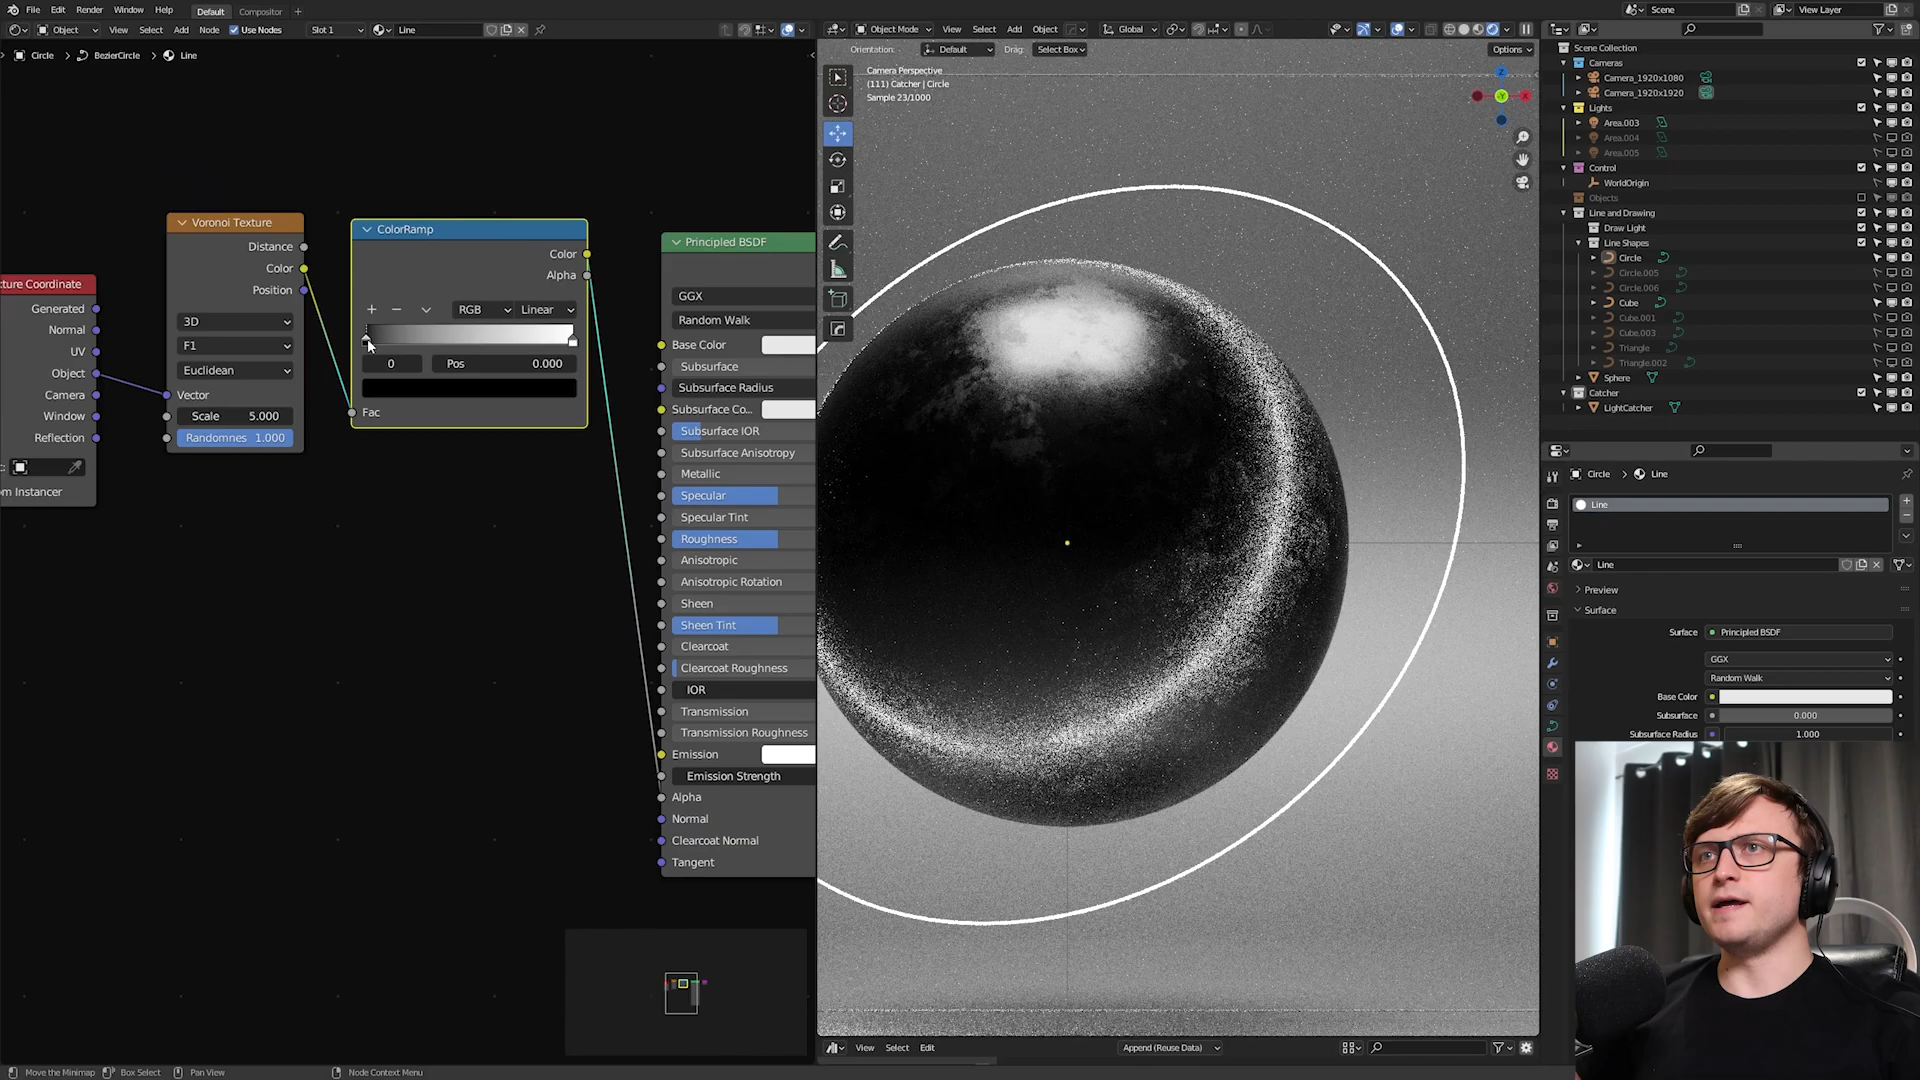 File Edit Render Window Help Default Compositor +
Scene View Layer
Object View Select Add Node Use Nodes Slot 1 Line
Circle BezierCircle Line
Object Mode View Select Add Object Global
Orientation: Default Drag: Select Box Options
Camera Perspective
(111) Catcher | Circle
Sample 23/1000
Voronoi Texture
Distance
Color
Position
3D
F1
Euclidean
Vector
Scale 5.000
Randomnes 1.000
ture Coordinate
Generated
Normal
UV
Object
Camera
Window
Reflection
om Instancer
ColorRamp
Color
Alpha
RGB Linear
0 Pos 0.000
Fac
Principled BSDF
GGX
Random Walk
Base Color
Subsurface
Subsurface Radius
Subsurface Co...
Subsurface IOR
Subsurface Anisotropy
Metallic
Specular
Specular Tint
Roughness
Anisotropic
Anisotropic Rotation
Sheen
Sheen Tint
Clearcoat
Clearcoat Roughness
IOR
Transmission
Transmission Roughness
Emission
Emission Strength
Alpha
Normal
Clearcoat Normal
Tangent
Scene Collection
Cameras
Camera_1920x1080
Camera_1920x1920
Lights
Area.003
Area.004
Area.005
Control
WorldOrigin
Objects
Line and Drawing
Draw Light
Line Shapes
Circle
Circle.005
Circle.006
Cube
Cube.001
Cube.003
Triangle
Triangle.002
Sphere
Catcher
LightCatcher
Circle Line
Line
Line
Preview
Surface
Surface Principled BSDF
GGX
Random Walk
Base Color
Subsurface 0.000
Subsurface Radius 1.000
View Select Edit Append (Reuse Data)
Move the Minimap Box Select Pan View Node Context Menu